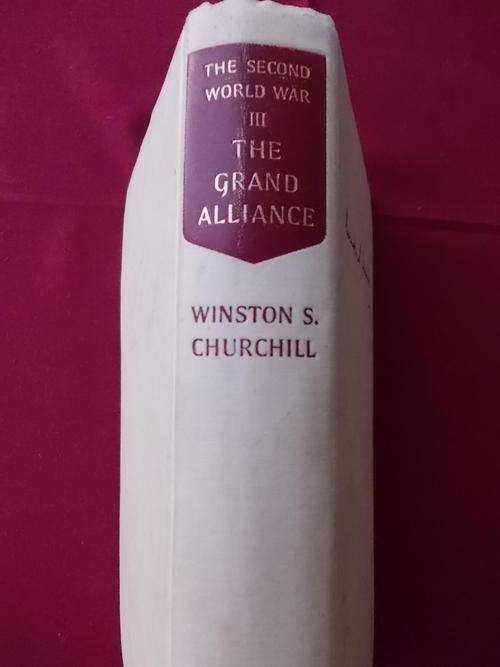 THE SECOND
WORLD WAR
III
THE
GRAND
ALLIANCE
WINSTON S.
CHURCHILL